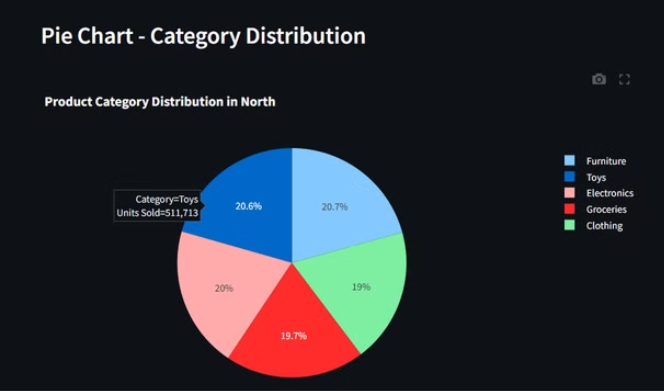 Pie Chart - Category Distribution
Product Category Distribution in North
Category=Toys
Units Sold=511,713
20.6%
20.7%
20%
19%
19.7%
Furniture
Toys
Electronics
Groceries
Clothing